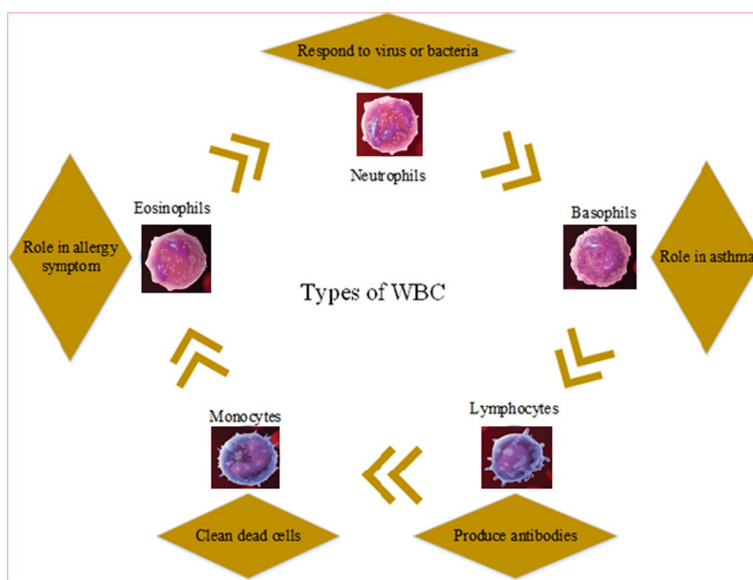 Respond to virus or bacteria
Neutrophils
Eosinophils
Basophils
Role in allergy
symptom
Role in asthma
Types of WBC
Monocytes
Lymphocytes
Clean dead cells
Produce antibodies